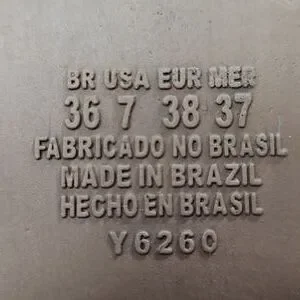 BR USA EUR MER
36 7 38 37
FABRICADO NO BRASIL
MADE IN BRAZIL
HECHO EN BRASIL
Y6260